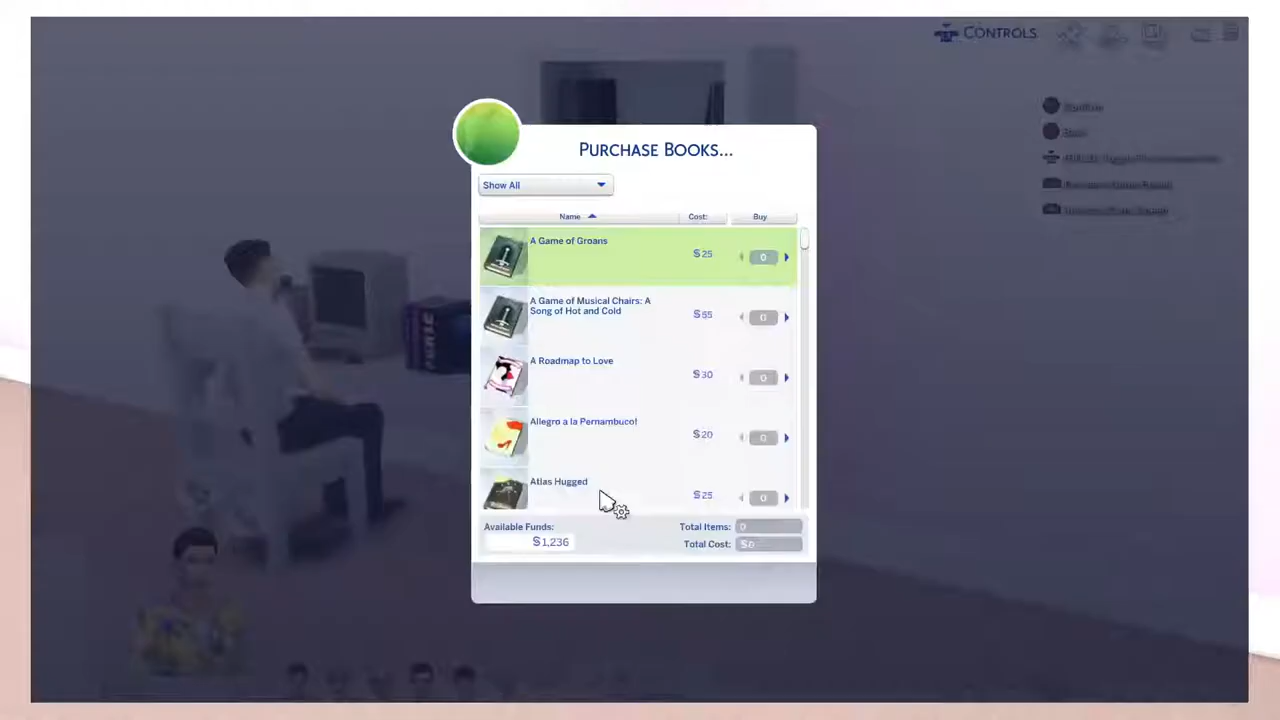 CONTROLS
PURCHASE BOOKS...
Show All
Name Cost: Buy
A Game of Groans
§25
0
A Game of Musical Chairs: A
Song of Hot and Cold
§55
0
A Roadmap to Love
§30
0
Allegro a la Pernambuco!
§20
0
Atlas Hugged
§25
0
Available Funds:
§1,236
Total Items: 0
Total Cost: §0